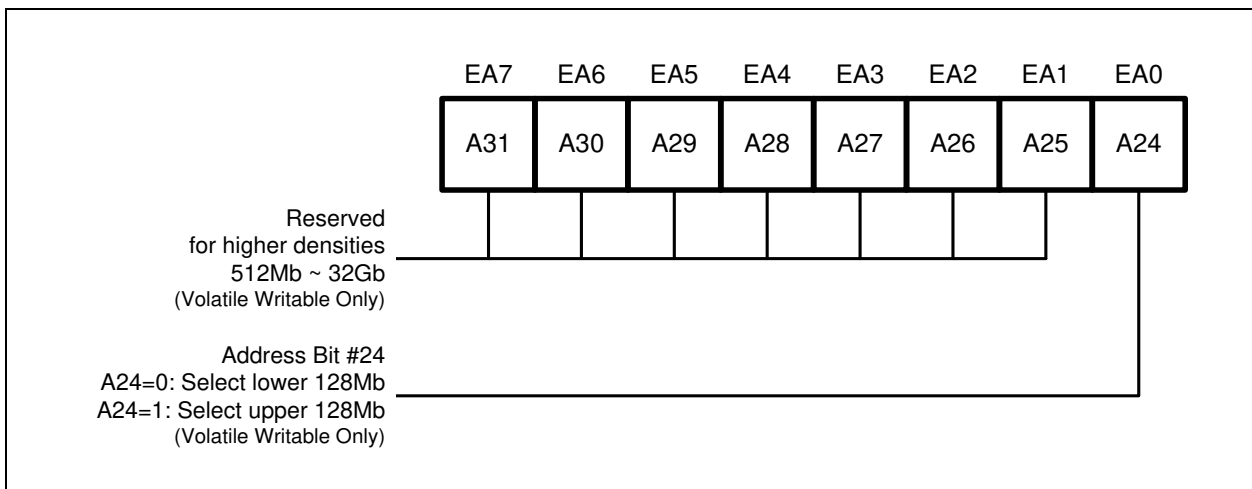 EA7 EA6 EA5 EA4 EA3 EA2 EA1 EA0
A31 A30 A29 A28 A27 A26 A25 A24
Reserved
for higher densities
512Mb ~ 32Gb
(Volatile Writable Only)
Address Bit #24
A24=0: Select lower 128Mb
A24=1: Select upper 128Mb
(Volatile Writable Only)